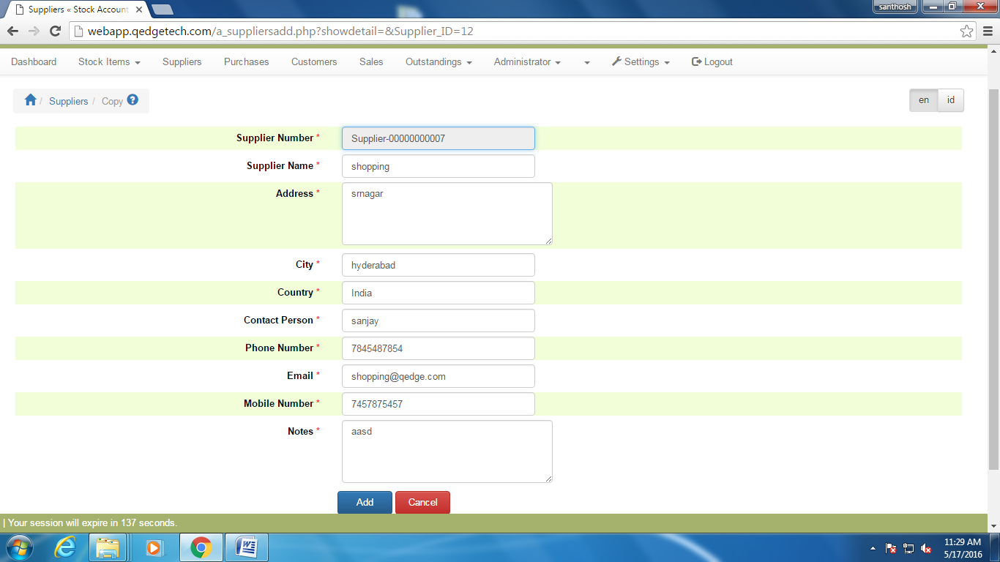 Suppliers « Stock Account
santhosh
webapp.qedgetech.com/a_suppliersadd.php?showdetail=&Supplier_ID=12
Dashboard Stock Items Suppliers Purchases Customers Sales Outstandings Administrator Settings Logout
/ Suppliers / Copy ?
en id
Supplier Number * Supplier-00000000007
Supplier Name * shopping
Address * srnagar
City * hyderabad
Country * India
Contact Person * sanjay
Phone Number * 7845487854
Email * shopping@qedge.com
Mobile Number * 7457875457
Notes * aasd
Add Cancel
| Your session will expire in 137 seconds.
11:29 AM
5/17/2016